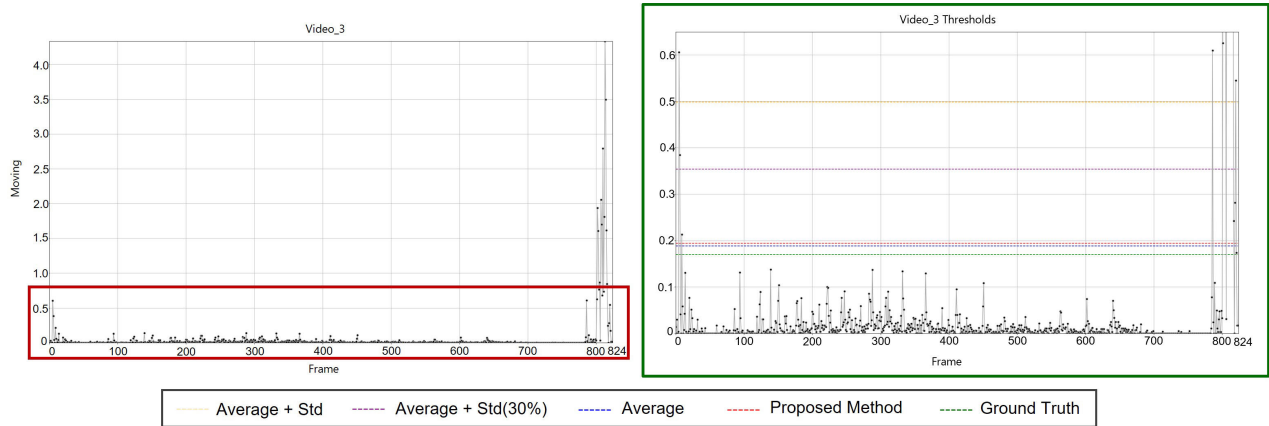 Video_3
4.0
3.5
3.0
2.5
2.0
1.5
1.0
0.5
0
Moving
0 100 200 300 400 500 600 700 800 824
Frame
Video_3 Thresholds
0.6
0.5
0.4
0.3
0.2
0.1
0
0 100 200 300 400 500 600 700 800 824
Frame
Average + Std Average + Std(30%) Average Proposed Method Ground Truth